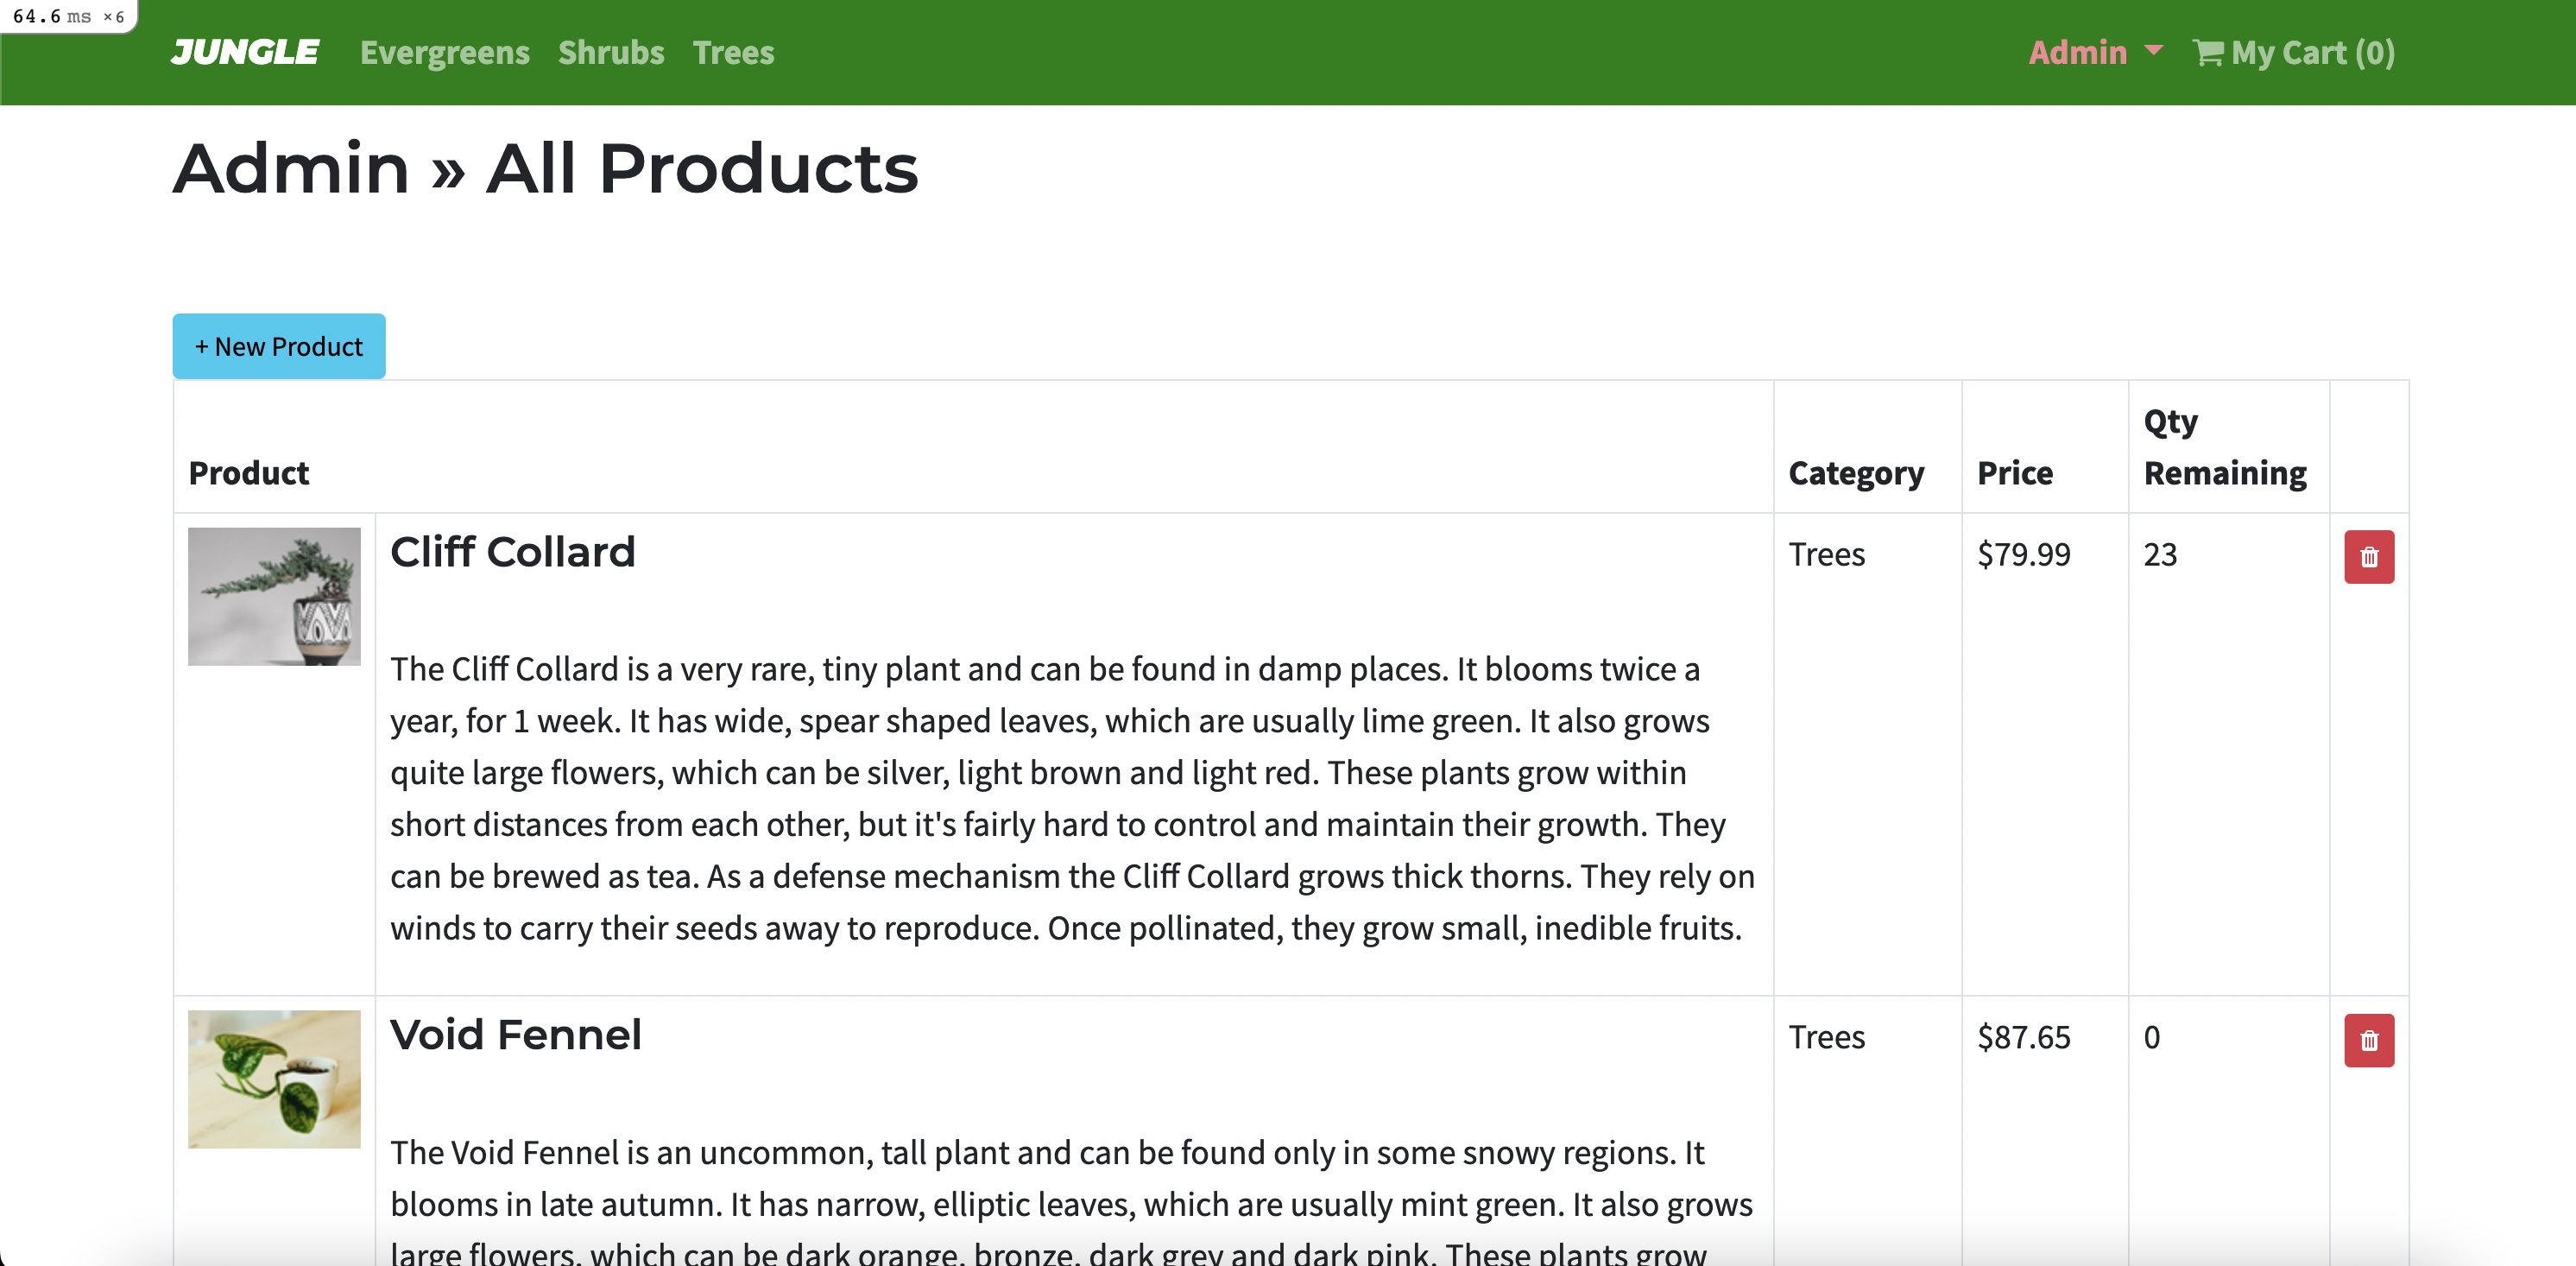 64.6 ms ×6
JUNGLE Evergreens Shrubs Trees Admin My Cart (0)
Admin » All Products
+ New Product
Product Category Price Qty Remaining
Cliff Collard Trees $79.99 23
The Cliff Collard is a very rare, tiny plant and can be found in damp places. It blooms twice a
year, for 1 week. It has wide, spear shaped leaves, which are usually lime green. It also grows
quite large flowers, which can be silver, light brown and light red. These plants grow within
short distances from each other, but it's fairly hard to control and maintain their growth. They
can be brewed as tea. As a defense mechanism the Cliff Collard grows thick thorns. They rely on
winds to carry their seeds away to reproduce. Once pollinated, they grow small, inedible fruits.
Void Fennel Trees $87.65 0
The Void Fennel is an uncommon, tall plant and can be found only in some snowy regions. It
blooms in late autumn. It has narrow, elliptic leaves, which are usually mint green. It also grows
large flowers, which can be dark orange, bronze, dark grey and dark pink. These plants grow